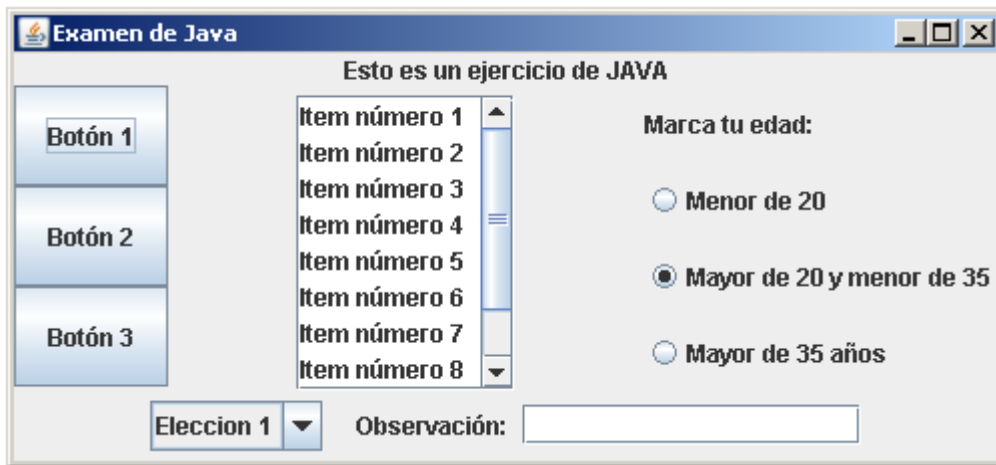 Examen de Java
Esto es un ejercicio de JAVA
Botón 1
Botón 2
Botón 3
Item número 1
Item número 2
Item número 3
Item número 4
Item número 5
Item número 6
Item número 7
Item número 8
Marca tu edad:
Menor de 20
Mayor de 20 y menor de 35
Mayor de 35 años
Eleccion 1
Observación: